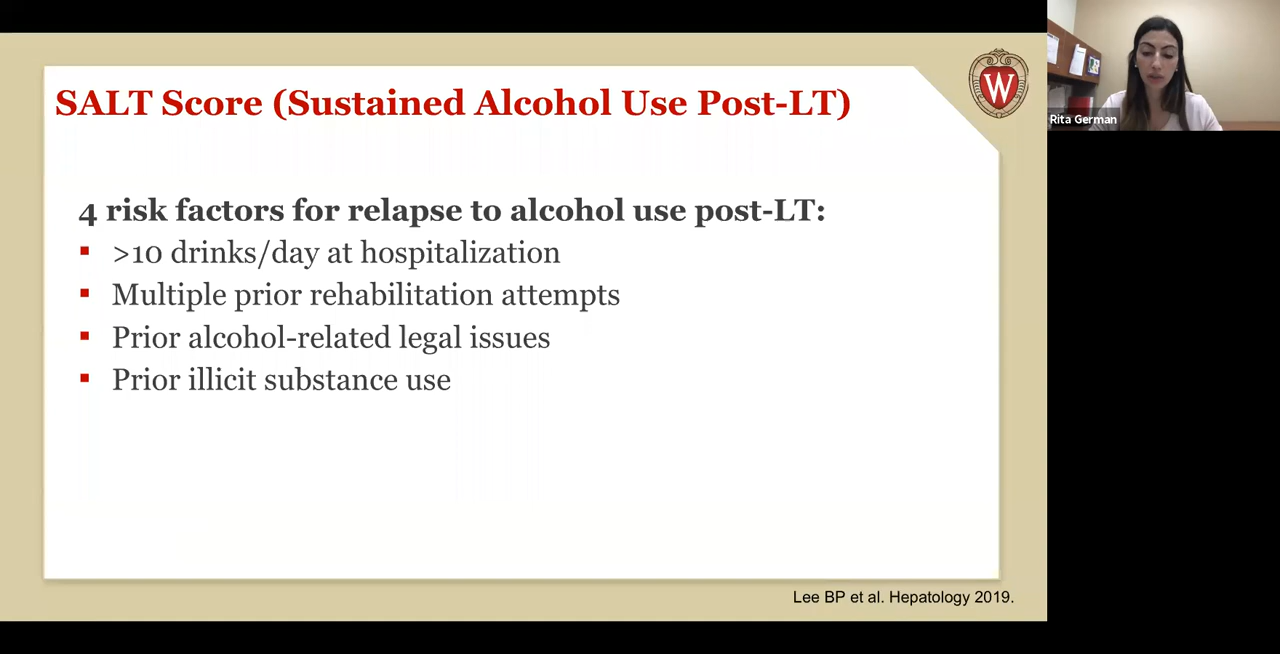 SALT Score (Sustained Alcohol Use Post-LT)
W
Rita German
4 risk factors for relapse to alcohol use post-LT:
▪ >10 drinks/day at hospitalization
▪ Multiple prior rehabilitation attempts
▪ Prior alcohol-related legal issues
▪ Prior illicit substance use
Lee BP et al. Hepatology 2019.